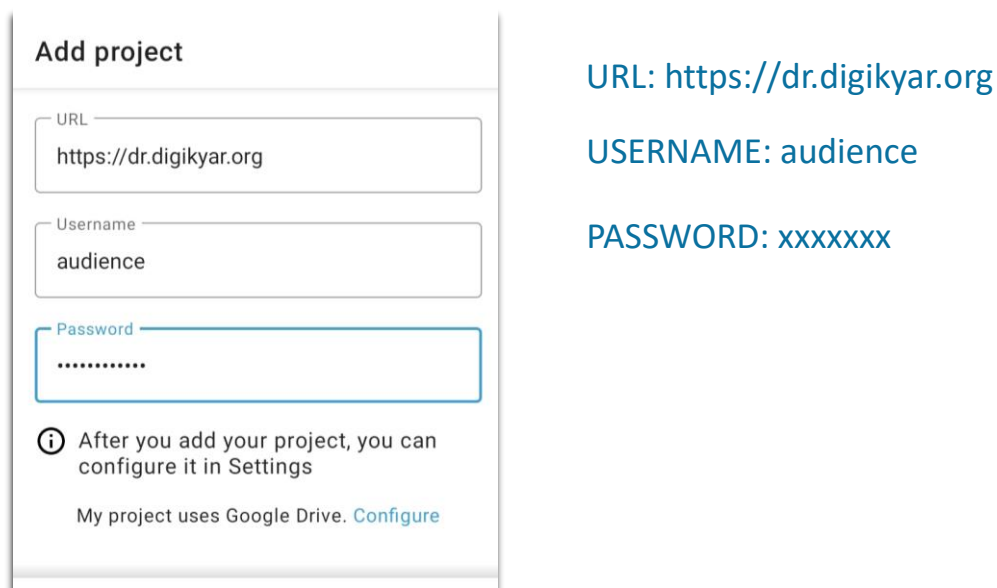 Add project
URL
https://dr.digikyar.org
Username
audience
Password
••••••••••••
After you add your project, you can
configure it in Settings
My project uses Google Drive. Configure
URL: https://dr.digikyar.org
USERNAME: audience
PASSWORD: xxxxxxx